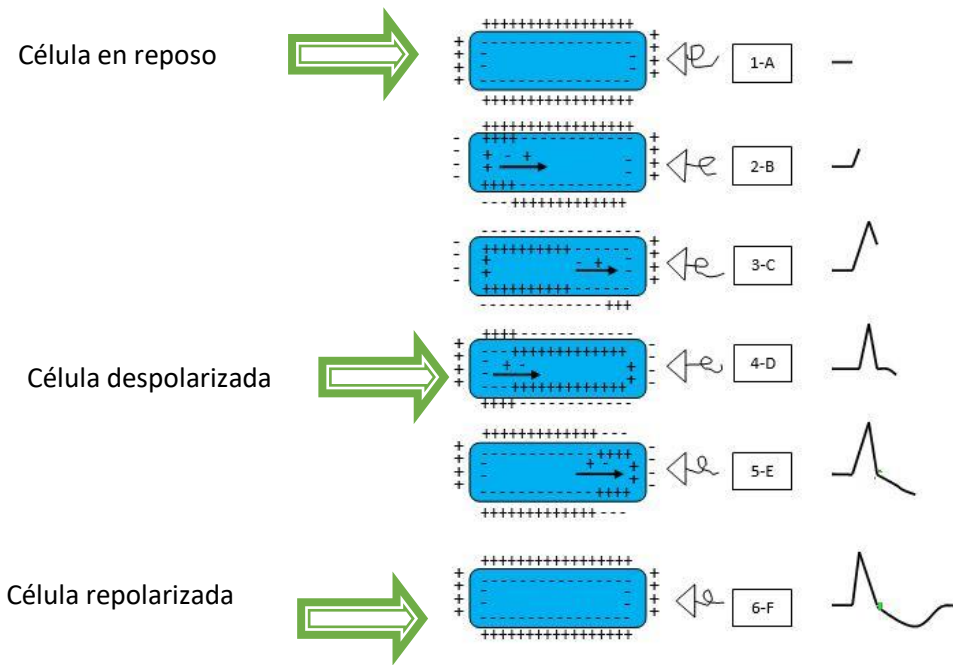 Célula en reposo
1-A
2-B
3-C
Célula despolarizada
4-D
5-E
Célula repolarizada
6-F